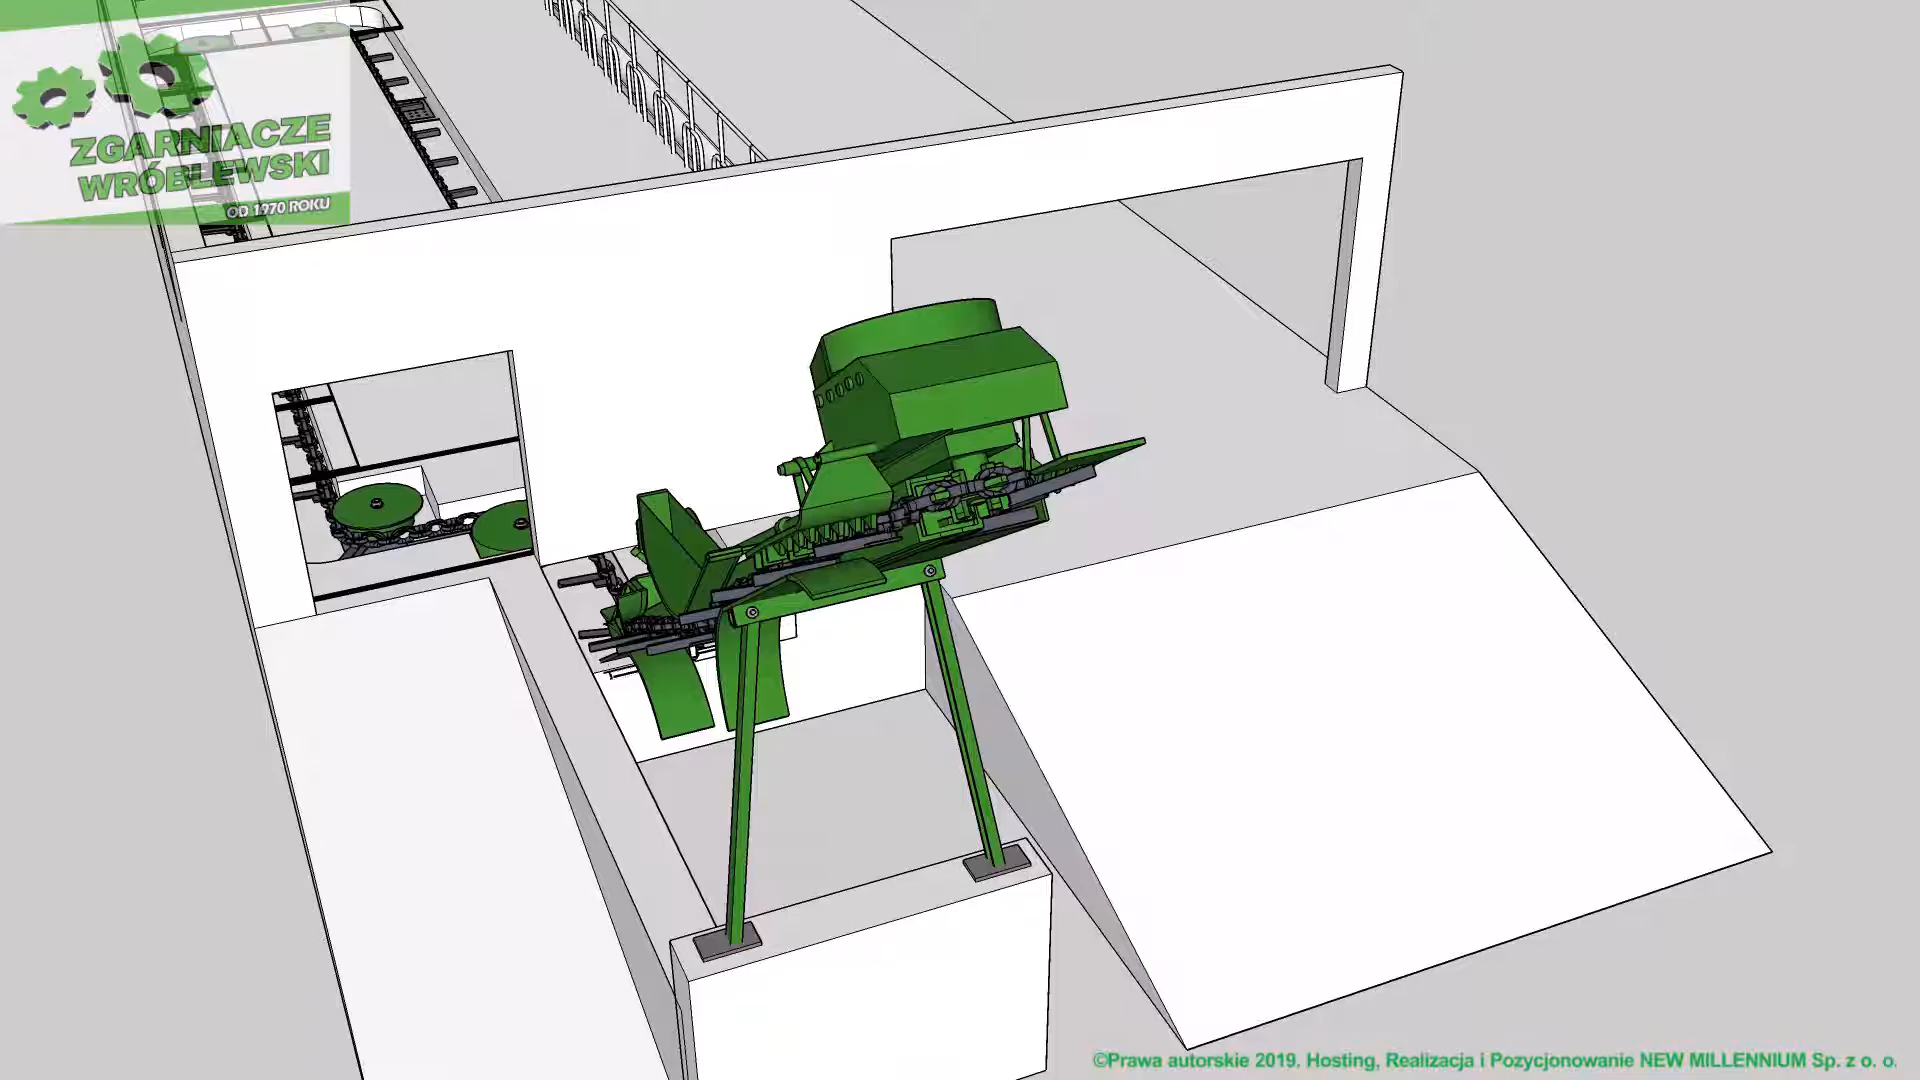 ZGARNIACZE
WRÓBLEWSKI
OD 1970 ROKU
©Prawa autorskie 2019. Hosting, Realizacja i Pozycjonowanie NEW MILLENNIUM Sp. z o. o.